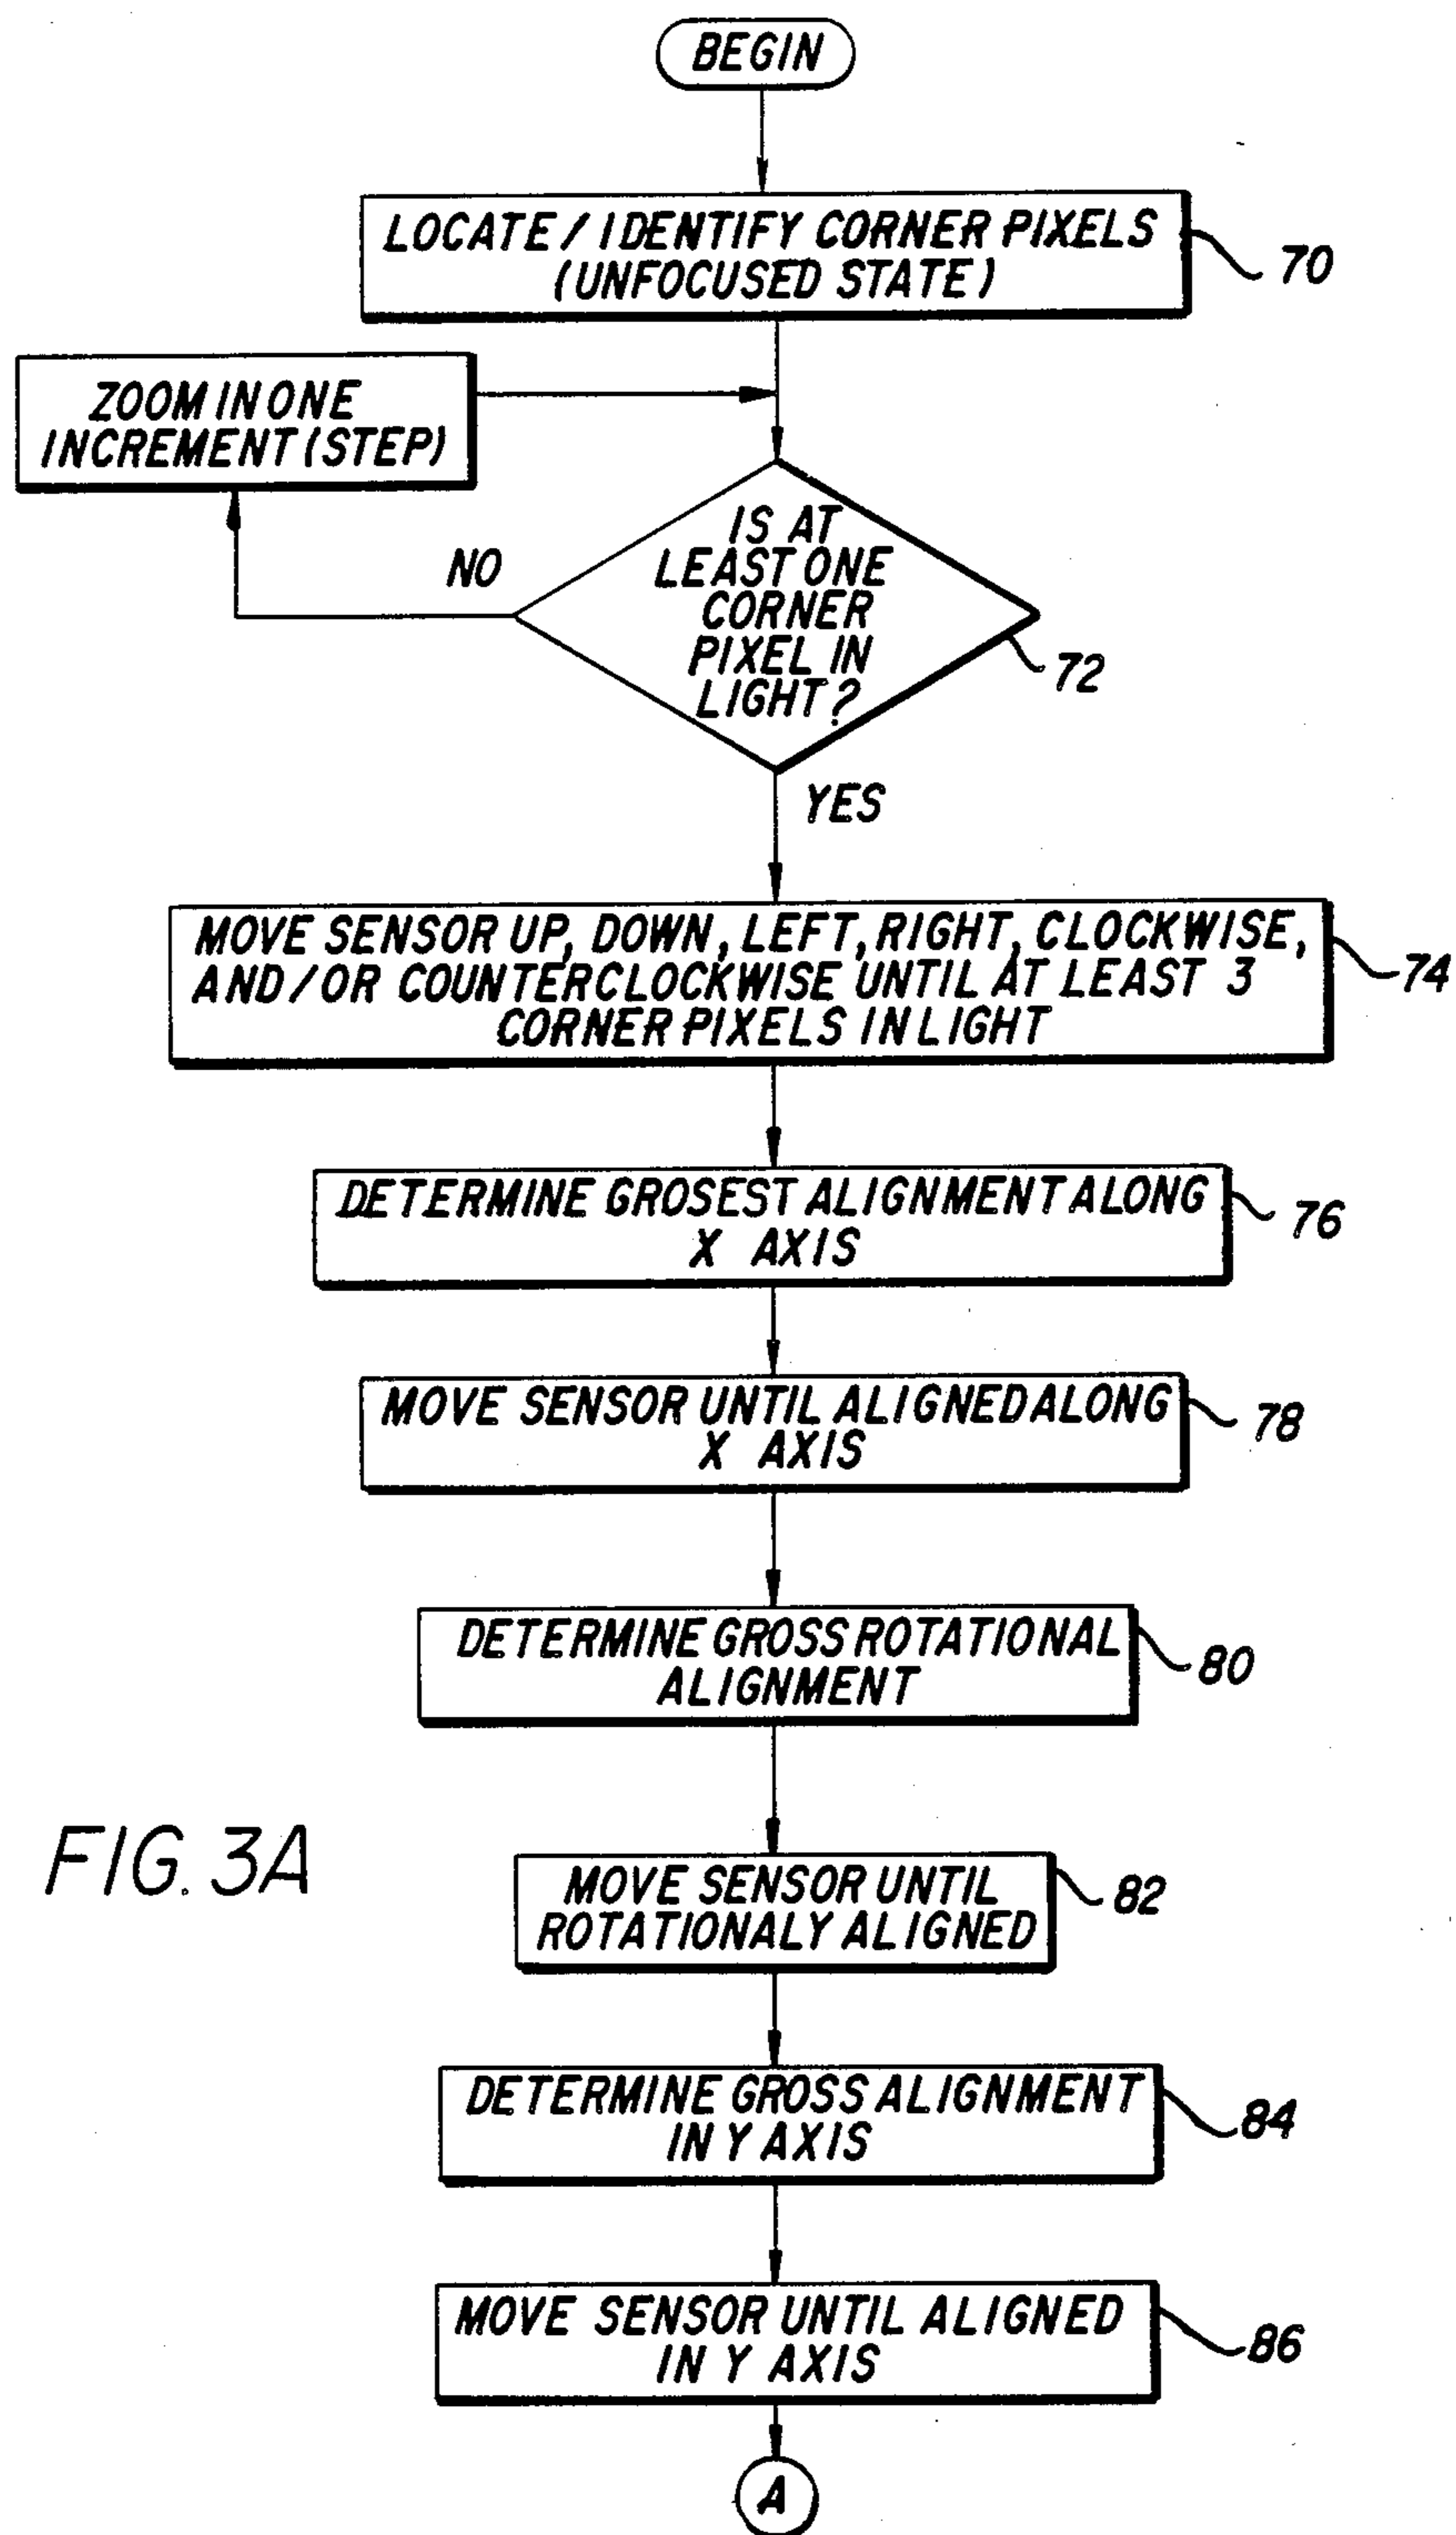 BEGIN
LOCATE / IDENTIFY CORNER PIXELS
(UNFOCUSED STATE)
70
ZOOM IN ONE
INCREMENT (STEP)
NO
IS AT
LEAST ONE
CORNER
PIXEL IN
LIGHT?
72
YES
MOVE SENSOR UP, DOWN, LEFT, RIGHT, CLOCKWISE,
AND/OR COUNTERCLOCKWISE UNTIL AT LEAST 3
CORNER PIXELS IN LIGHT
74
DETERMINE GROSEST ALIGNMENT ALONG
X AXIS
76
MOVE SENSOR UNTIL ALIGNED ALONG
X AXIS
78
DETERMINE GROSS ROTATIONAL
ALIGNMENT
80
FIG. 3A
MOVE SENSOR UNTIL
ROTATIONALY ALIGNED
82
DETERMINE GROSS ALIGNMENT
IN Y AXIS
84
MOVE SENSOR UNTIL ALIGNED
IN Y AXIS
86
A